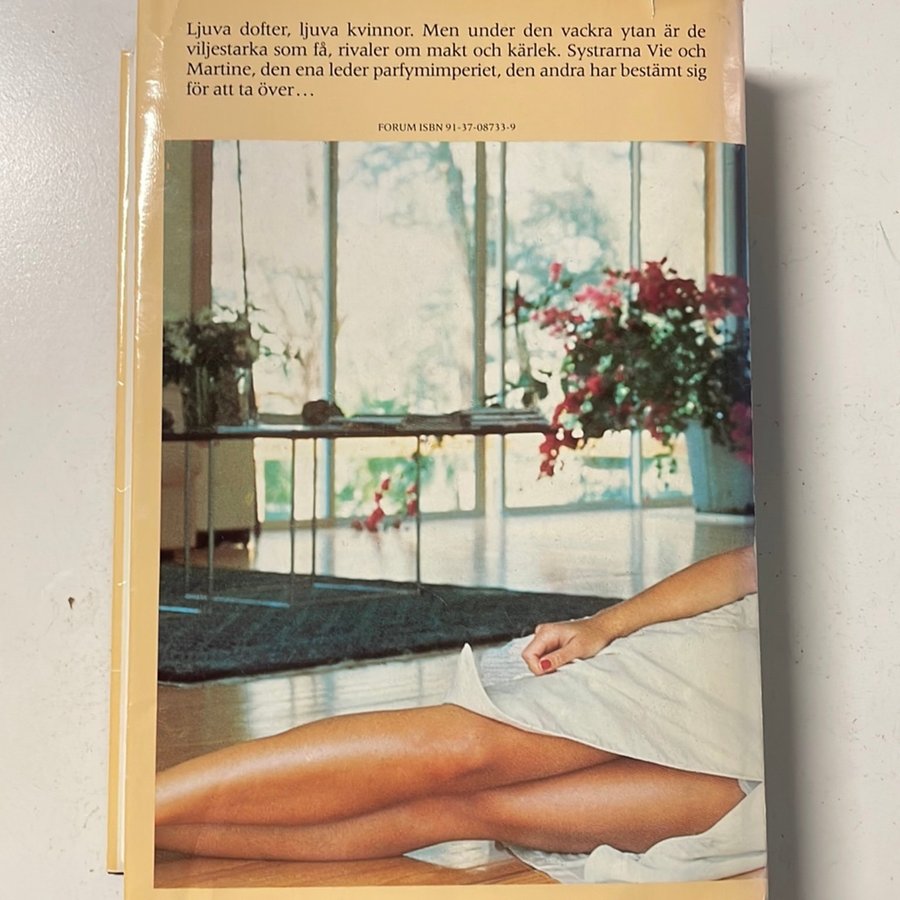 Ljuva dofter, ljuva kvinnor. Men under den vackra ytan är de
viljestarka som få, rivaler om makt och kärlek. Systrarna Vie och
Martine, den ena leder parfymimperiet, den andra har bestämt sig
för att ta över...
FORUM ISBN 91-37-08733-9